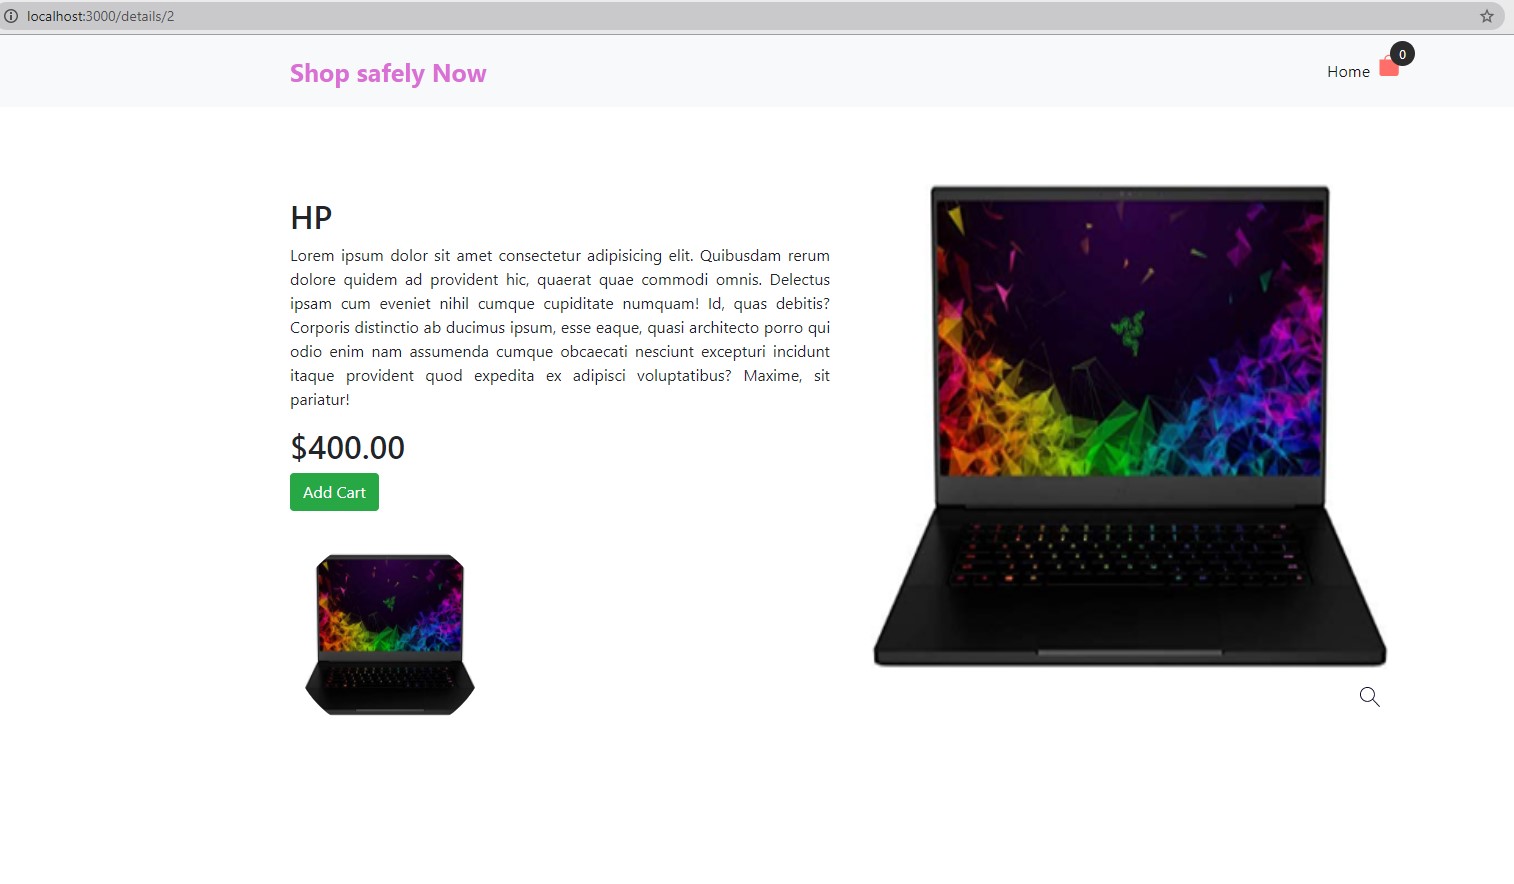 localhost:3000/details/2
Shop safely Now
Home
0
HP
Lorem ipsum dolor sit amet consectetur adipisicing elit. Quibusdam rerum
dolore quidem ad provident hic, quaerat quae commodi omnis. Delectus
ipsam cum eveniet nihil cumque cupiditate numquam! Id, quas debitis?
Corporis distinctio ab ducimus ipsum, esse eaque, quasi architecto porro qui
odio enim nam assumenda cumque obcaecati nesciunt excepturi incidunt
itaque provident quod expedita ex adipisci voluptatibus? Maxime, sit
pariatur!
$400.00
Add Cart